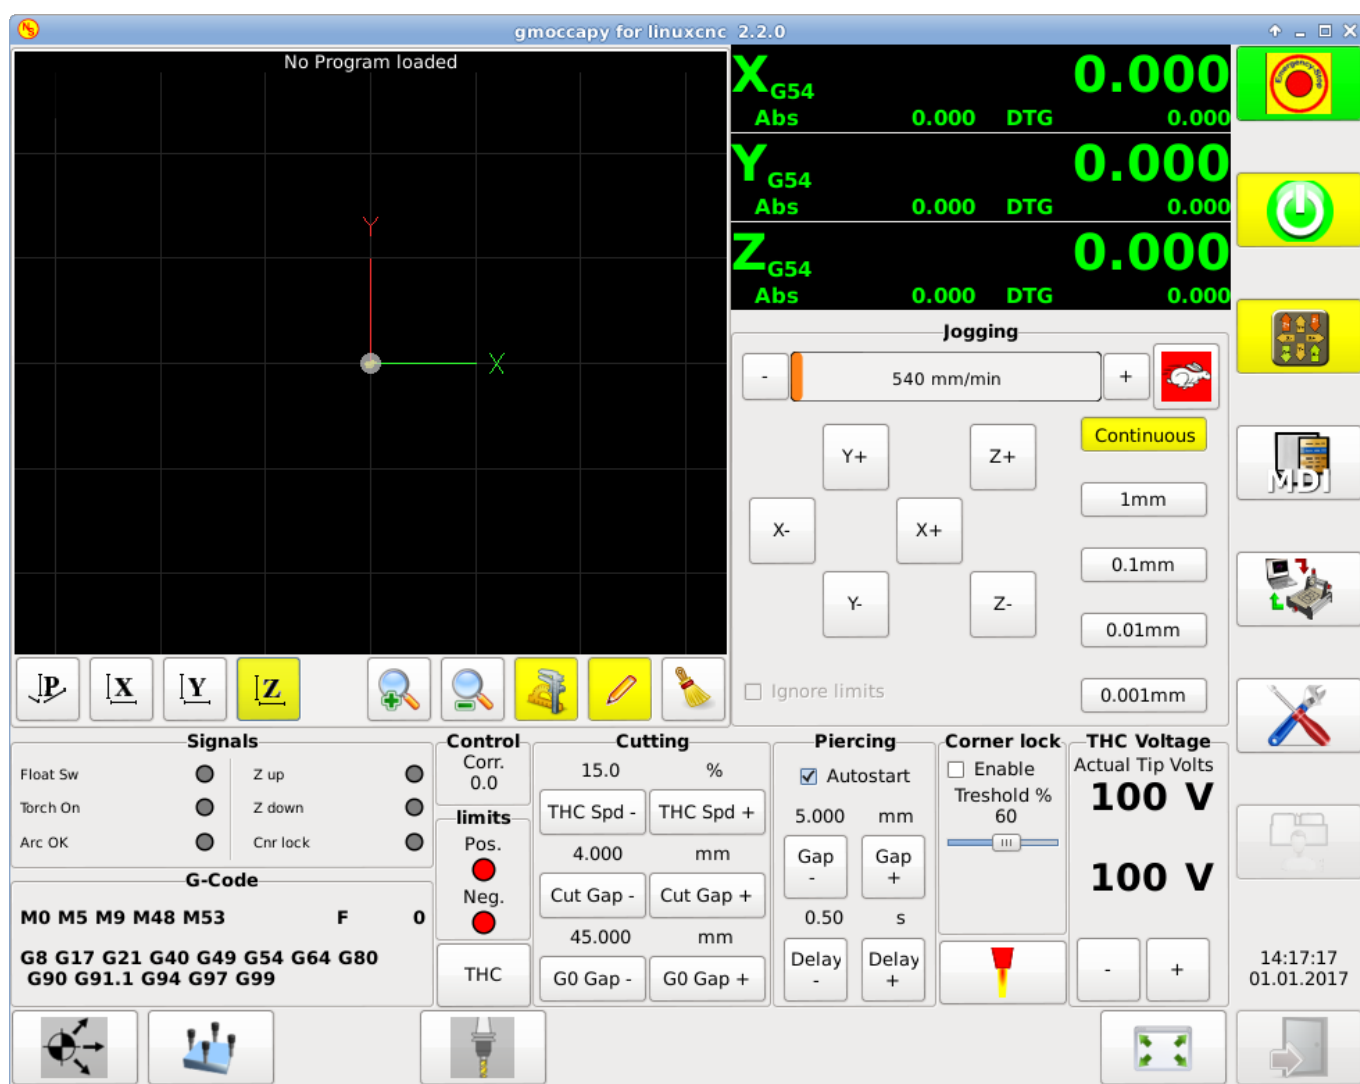 gmoccapy for linuxcnc 2.2.0
No Program loaded
Y
X
X G54 0.000
Abs 0.000 DTG 0.000
Y G54 0.000
Abs 0.000 DTG 0.000
Z G54 0.000
Abs 0.000 DTG 0.000
Emergency-Stop
Jogging
- 540 mm/min +
Continuous
Y+ Z+
1mm
X- X+
0.1mm
Y- Z-
0.01mm
Ignore limits
0.001mm
MDI
P X Y Z
Signals
Float Sw Z up
Torch On Z down
Arc OK Cnr lock
G-Code
M0 M5 M9 M48 M53 F 0
G8 G17 G21 G40 G49 G54 G64 G80
G90 G91.1 G94 G97 G99
Control
Corr.
0.0
limits
Pos.
Neg.
THC
Cutting
15.0 %
THC Spd - THC Spd +
4.000 mm
Cut Gap - Cut Gap +
45.000 mm
G0 Gap - G0 Gap +
Piercing
Autostart
5.000 mm
Gap Gap
- +
0.50 s
Delay Delay
- +
Corner lock
Enable
Treshold %
60
THC Voltage
Actual Tip Volts
100 V
100 V
- +
14:17:17
01.01.2017